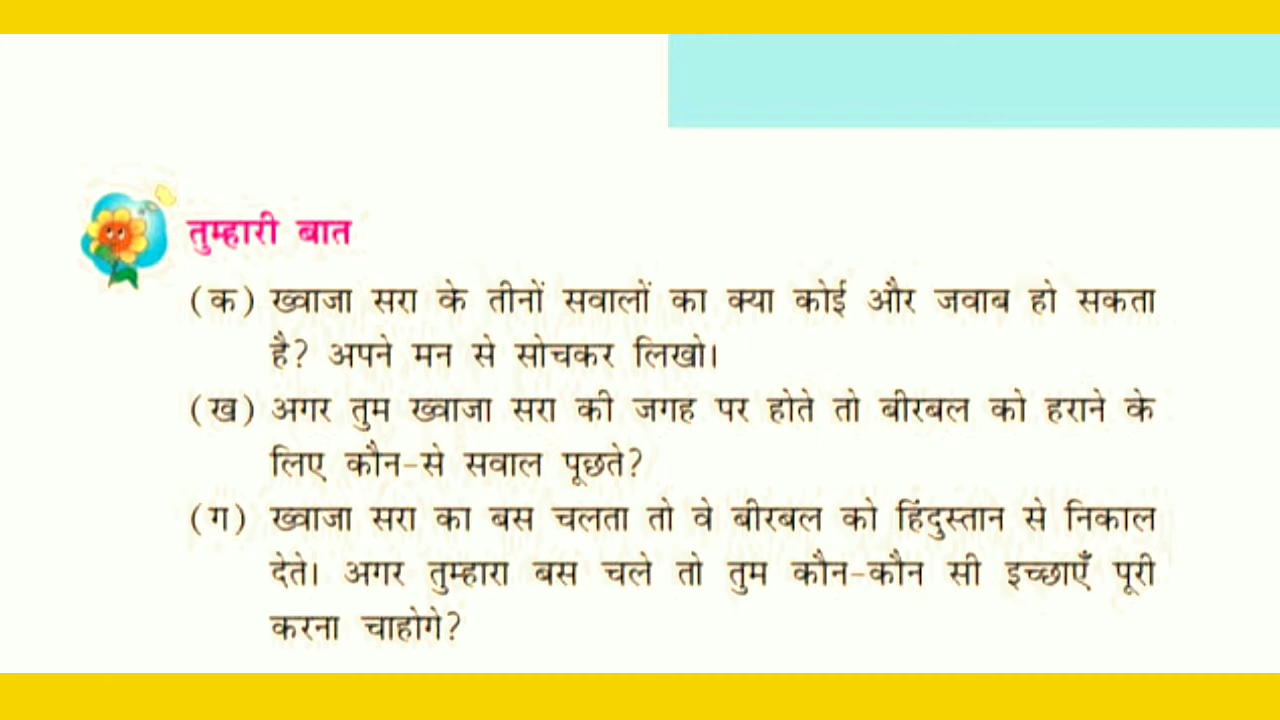 तुम्हारी बात
(क) ख्वाजा सरा के तीनों सवालों का क्या कोई और जवाब हो सकता
है? अपने मन से सोचकर लिखो।
(ख) अगर तुम ख्वाजा सरा की जगह पर होते तो बीरबल को हराने के
लिए कौन-से सवाल पूछते?
(ग) ख्वाजा सरा का बस चलता तो वे बीरबल को हिंदुस्तान से निकाल
देते। अगर तुम्हारा बस चले तो तुम कौन-कौन सी इच्छाएँ पूरी
करना चाहोगे?